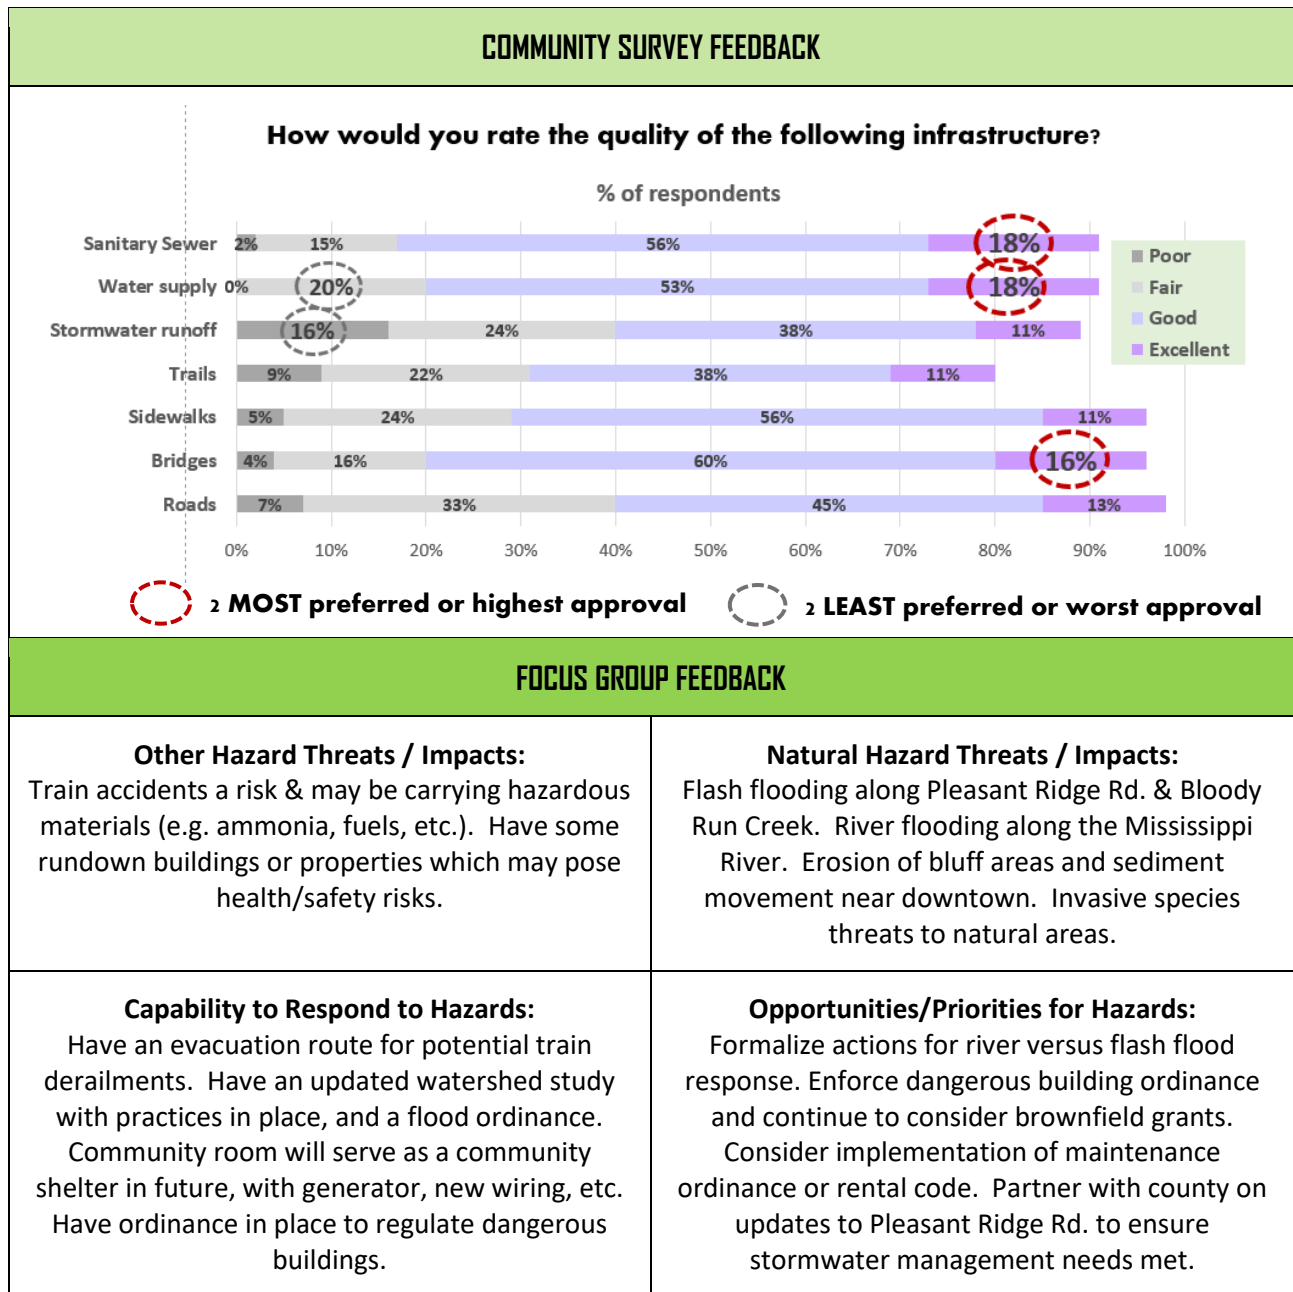 COMMUNITY SURVEY FEEDBACK
How would you rate the quality of the following infrastructure?
% of respondents
Sanitary Sewer 2% 15% 56% 18%
Water supply 0% 20% 53% 18%
Stormwater runoff 16% 24% 38% 11%
Trails 9% 22% 38% 11%
Sidewalks 5% 24% 56% 11%
Bridges 4% 16% 60% 16%
Roads 7% 33% 45% 13%
Poor
Fair
Good
Excellent
0% 10% 20% 30% 40% 50% 60% 70% 80% 90% 100%
2 MOST preferred or highest approval
2 LEAST preferred or worst approval
FOCUS GROUP FEEDBACK
Other Hazard Threats / Impacts:
Train accidents a risk & may be carrying hazardous
materials (e.g. ammonia, fuels, etc.). Have some
rundown buildings or properties which may pose
health/safety risks.
Natural Hazard Threats / Impacts:
Flash flooding along Pleasant Ridge Rd. & Bloody
Run Creek. River flooding along the Mississippi
River. Erosion of bluff areas and sediment
movement near downtown. Invasive species
threats to natural areas.
Capability to Respond to Hazards:
Have an evacuation route for potential train
derailments. Have an updated watershed study
with practices in place, and a flood ordinance.
Community room will serve as a community
shelter in future, with generator, new wiring, etc.
Have ordinance in place to regulate dangerous
buildings.
Opportunities/Priorities for Hazards:
Formalize actions for river versus flash flood
response. Enforce dangerous building ordinance
and continue to consider brownfield grants.
Consider implementation of maintenance
ordinance or rental code. Partner with county on
updates to Pleasant Ridge Rd. to ensure
stormwater management needs met.